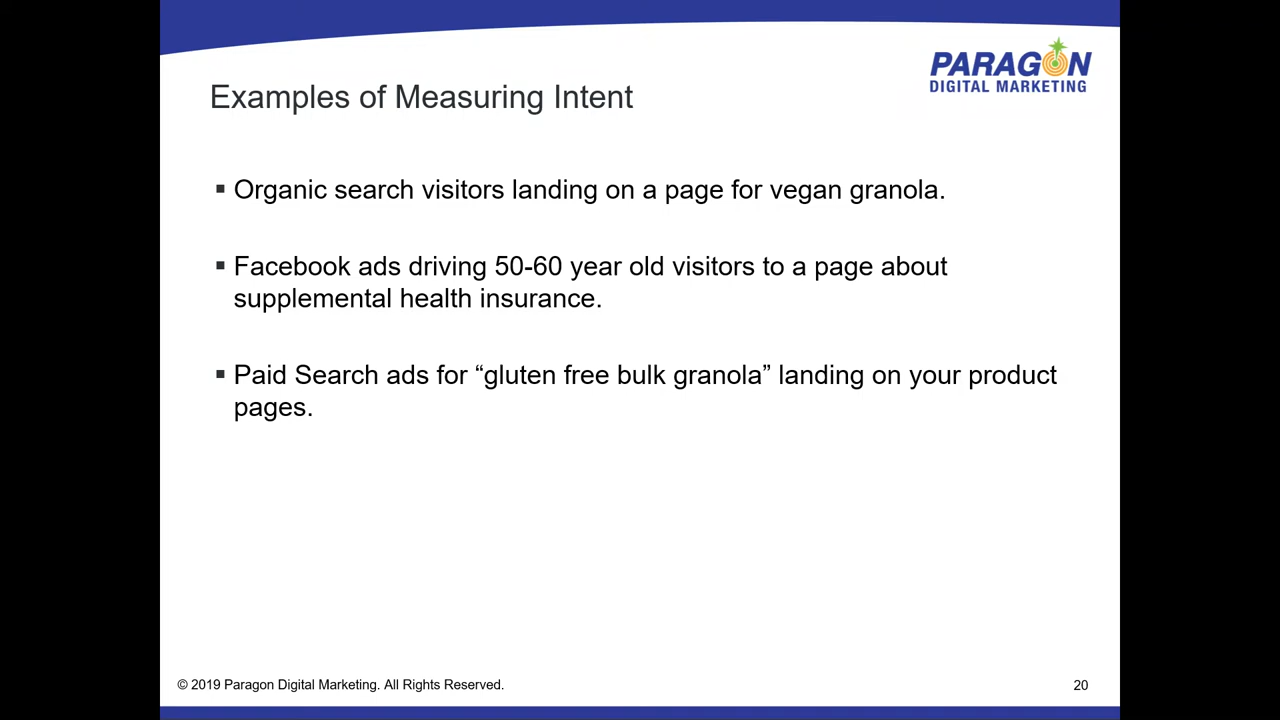 PARAGON
DIGITAL MARKETING
Examples of Measuring Intent
▪ Organic search visitors landing on a page for vegan granola.
▪ Facebook ads driving 50-60 year old visitors to a page about
supplemental health insurance.
▪ Paid Search ads for “gluten free bulk granola” landing on your product
pages.
© 2019 Paragon Digital Marketing. All Rights Reserved.
20